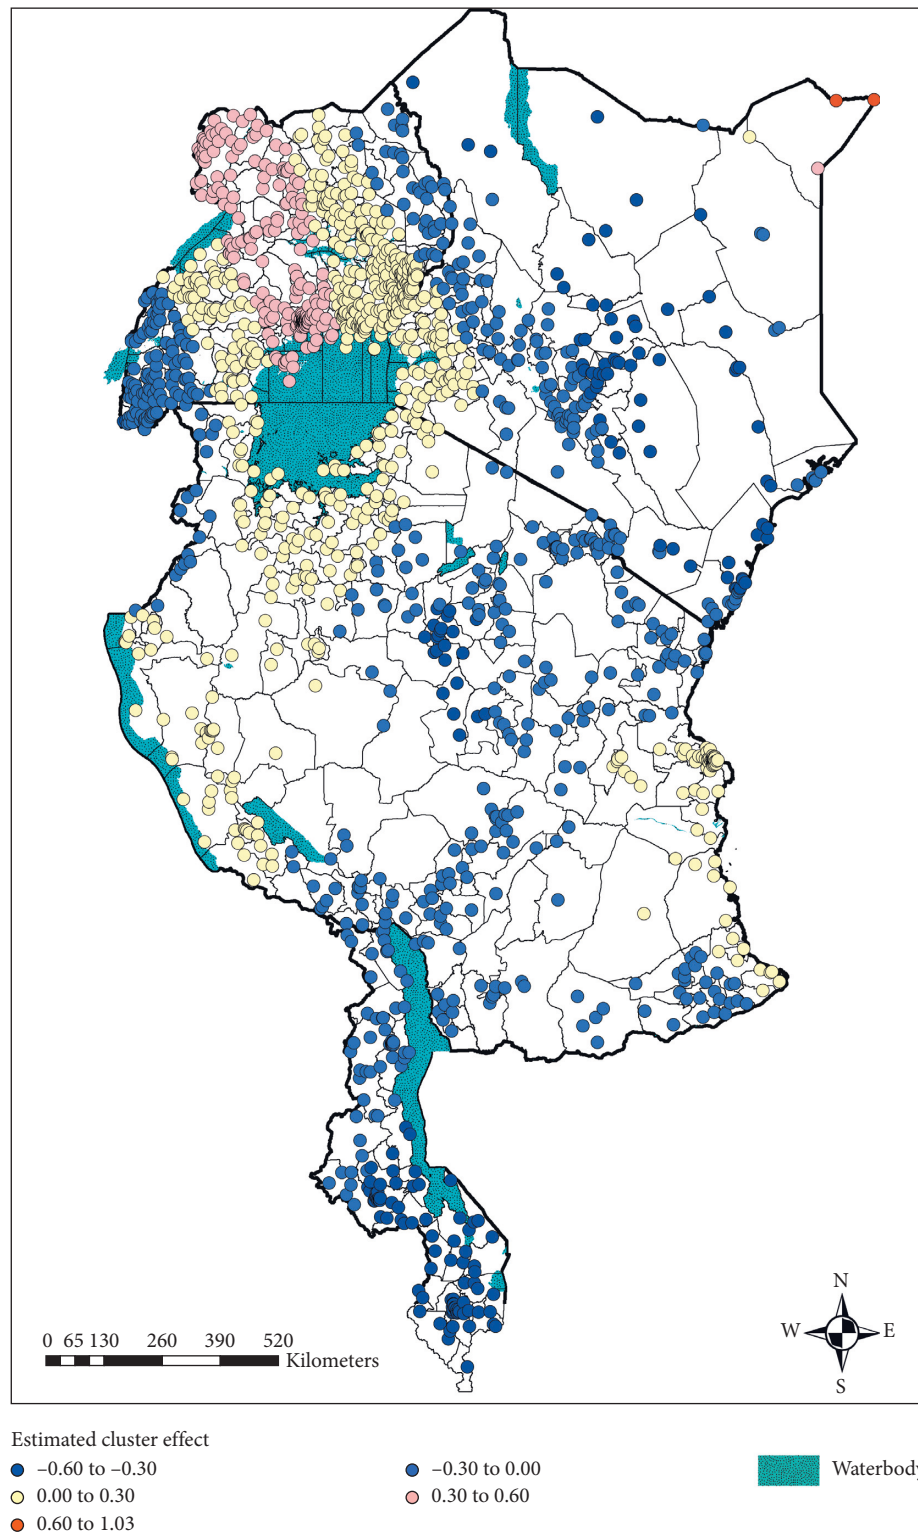 N
W E
S
0 65 130 260 390 520
Kilometers
Estimated cluster effect
−0.60 to −0.30
0.00 to 0.30
0.60 to 1.03
−0.30 to 0.00
0.30 to 0.60
Waterbody